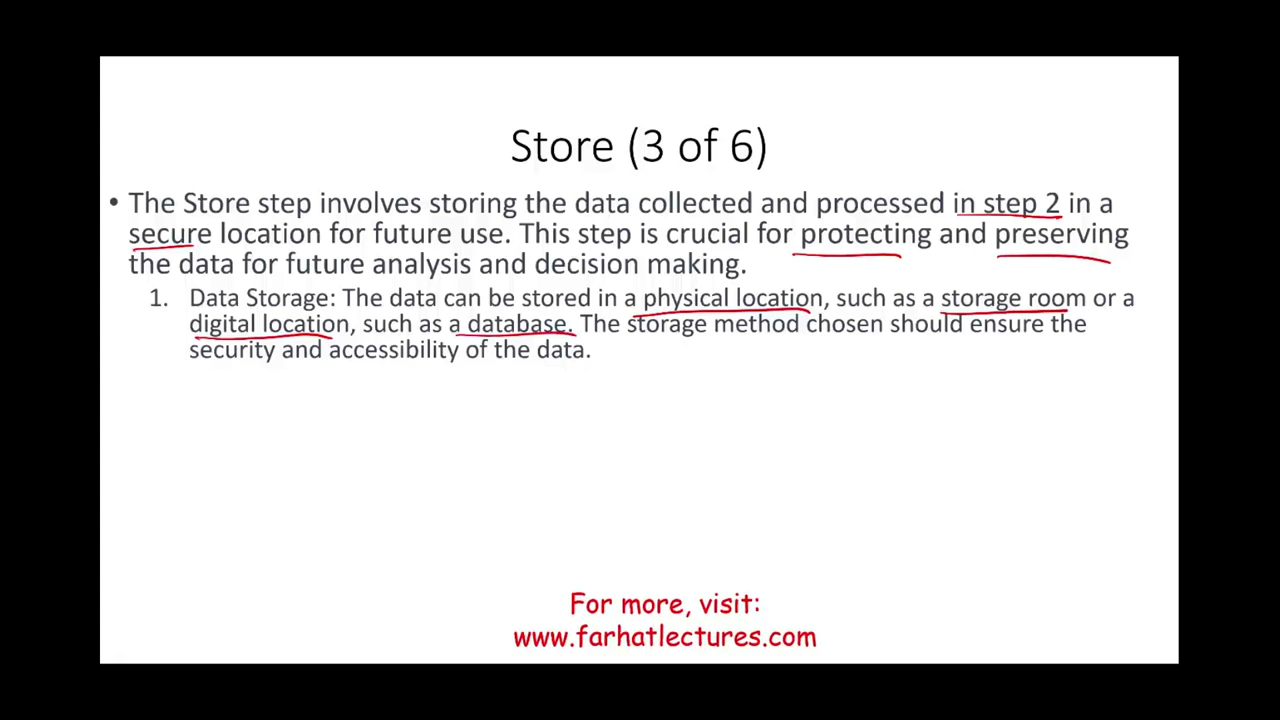 Store (3 of 6)
• The Store step involves storing the data collected and processed in step 2 in a
secure location for future use. This step is crucial for protecting and preserving
the data for future analysis and decision making.
1. Data Storage: The data can be stored in a physical location, such as a storage room or a
digital location, such as a database. The storage method chosen should ensure the
security and accessibility of the data.
For more, visit:
www.farhatlectures.com